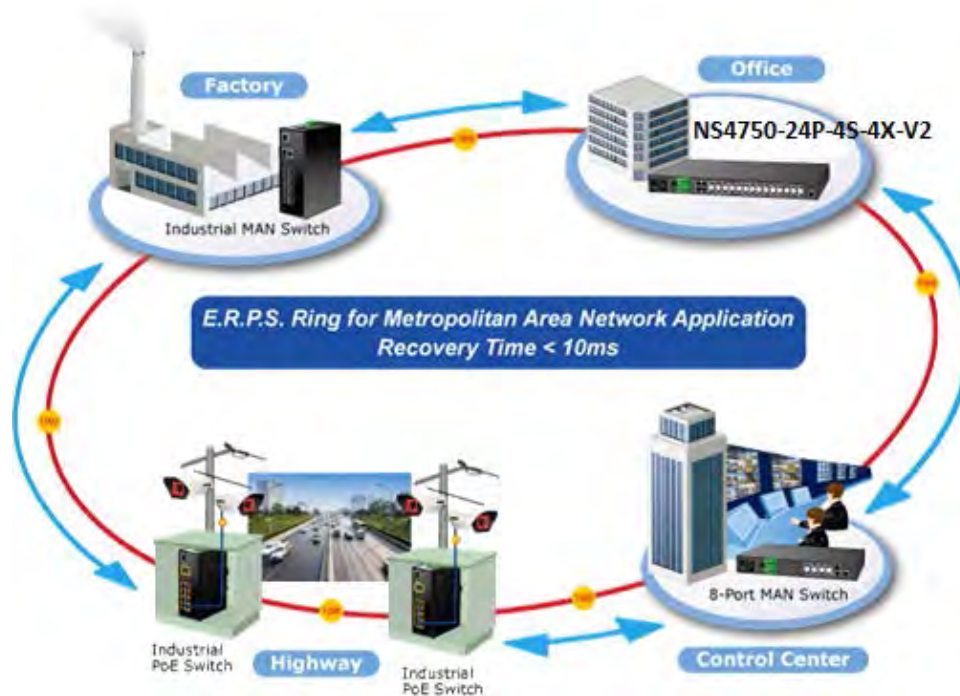 Factory
Office
NS4750-24P-4S-4X-V2
Industrial MAN Switch
E.R.P.S. Ring for Metropolitan Area Network Application
Recovery Time < 10ms
8-Port MAN Switch
Industrial
PoE Switch
Highway
Industrial
PoE Switch
Control Center